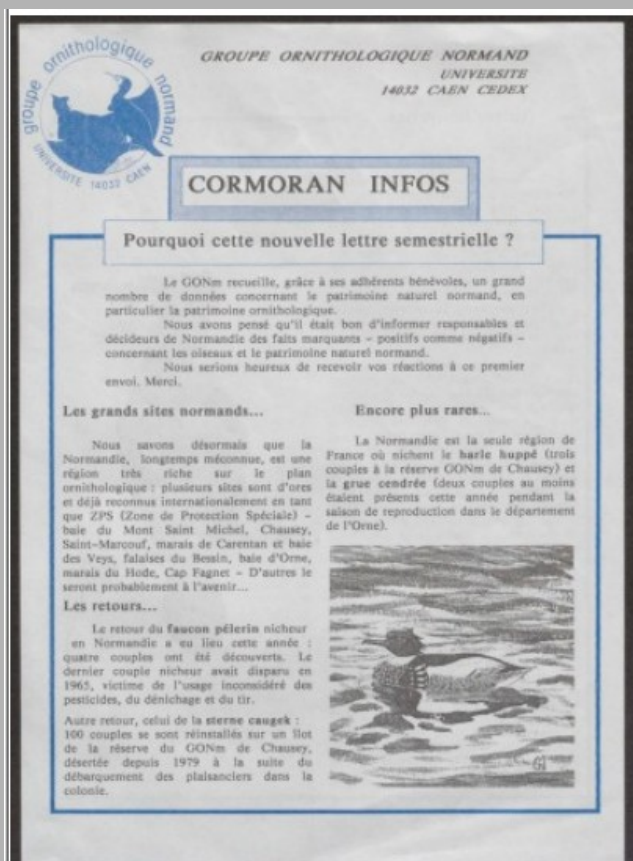 groupe ornithologique normand
UNIVERSITE 14032 CAEN
GROUPE ORNITHOLOGIQUE NORMAND
UNIVERSITE
14032 CAEN CEDEX
CORMORAN INFOS
Pourquoi cette nouvelle lettre semestrielle ?
Le GONm recueille, grâce à ses adhérents bénévoles, un grand
nombre de données concernant le patrimoine naturel normand, en
particulier la patrimoine ornithologique.
Nous avons pensé qu'il était bon d'informer responsables et
décideurs de Normandie des faits marquants - positifs comme négatifs -
concernant les oiseaux et le patrimoine naturel normand.
Nous serions heureux de recevoir vos réactions à ce premier
envoi. Merci.
Les grands sites normands...
Nous savons désormais que la
Normandie, longtemps méconnue, est une
région très riche sur le plan
ornithologique : plusieurs sites sont d'ores
et déjà reconnus internationalement en tant
que ZPS (Zone de Protection Spéciale) -
baie du Mont Saint Michel, Chausey,
Saint-Marcouf, marais de Carentan et baie
des Veys, falaises du Bessin, baie d'Orne,
marais du Hode, Cap Fagnet - D'autres le
seront probablement à l'avenir...
Les retours...
Le retour du faucon pélerin nicheur
en Normandie a eu lieu cette année :
quatre couples ont été découverts. Le
dernier couple nicheur avait disparu en
1965, victime de l'usage inconsidéré des
pesticides, du dénichage et du tir.
Autre retour, celui de la sterne caugek :
100 couples se sont réinstallés sur un îlot
de la réserve du GONm de Chausey,
désertée depuis 1979 à la suite du
débarquement des plaisanciers dans la
colonie.
Encore plus rares...
La Normandie est la seule région de
France où nichent le harle huppé (trois
couples à la réserve GONm de Chausey) et
la grue cendrée (deux couples au moins
étaient présents cette année pendant la
saison de reproduction dans le département
de l'Orne).